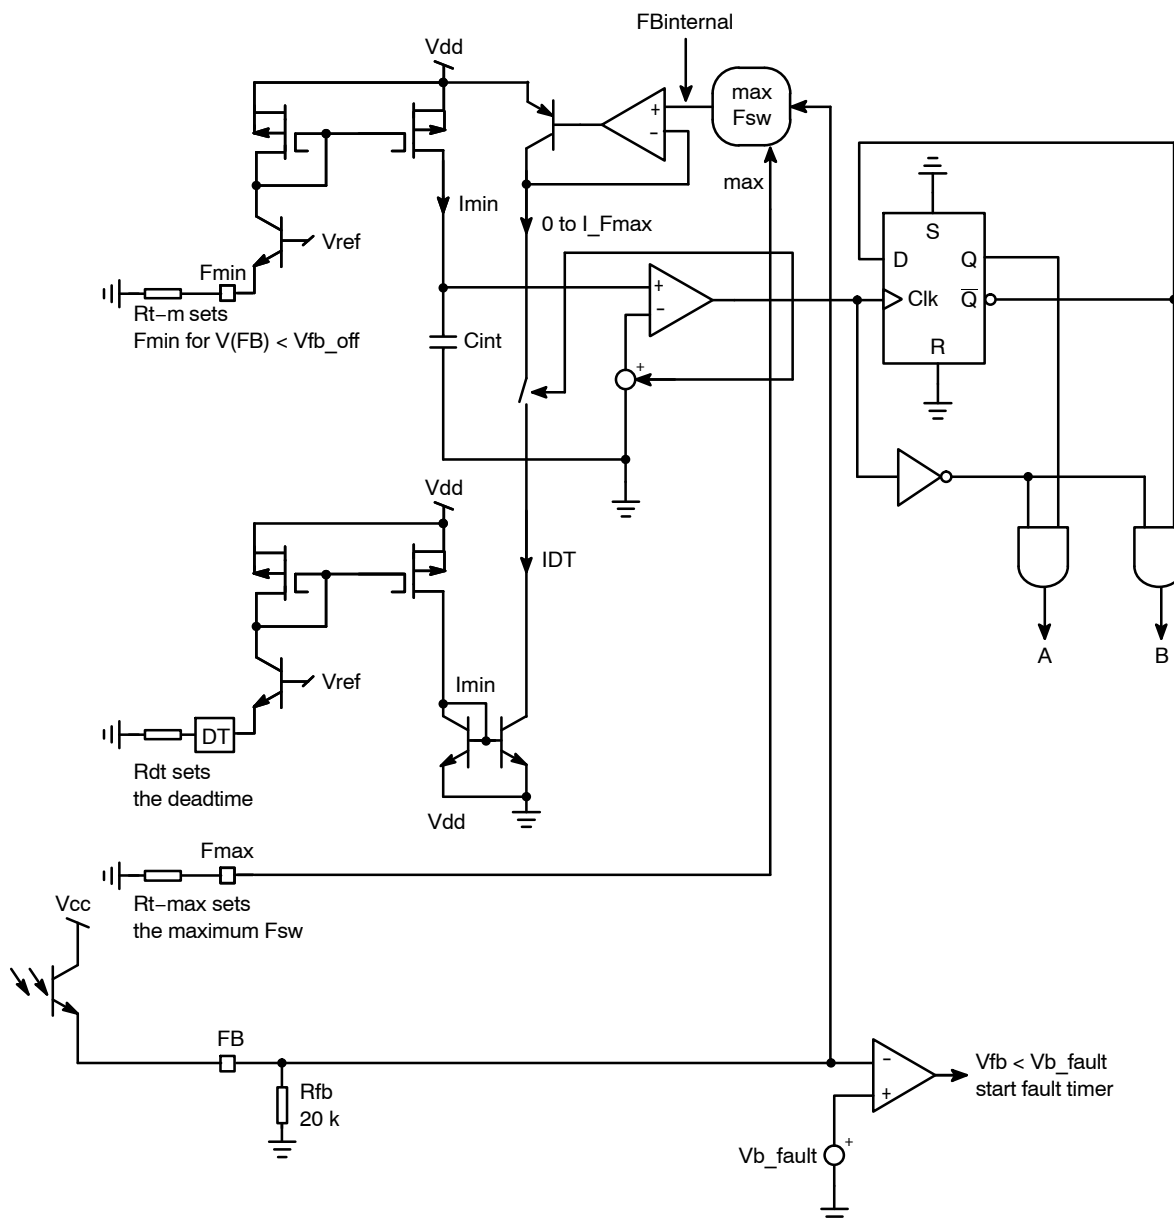 FBinternal
Vdd
max
Fsw
+
−
max
Imin
0 to I_Fmax
Vref
Fmin
Rt−m sets
Fmin for V(FB) < Vfb_off
S
D
Q
Clk
Q
R
+
−
Cint
+
Vdd
IDT
A
B
Vref
Imin
DT
Rdt sets
the deadtime
Vdd
Fmax
Rt−max sets
the maximum Fsw
Vcc
FB
Rfb
20 k
−
+
Vfb < Vb_fault
start fault timer
Vb_fault
+